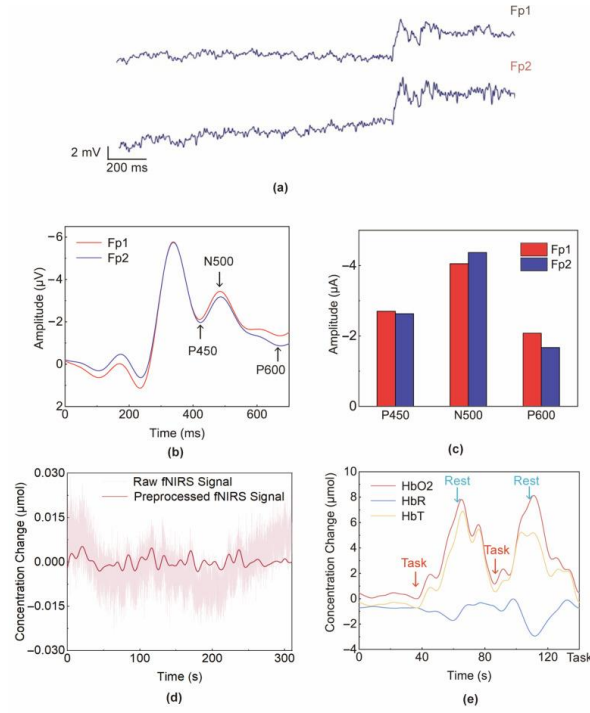 Fp1
Fp2
2 mV
200 ms
(a)
−6
−4
−2
0
2
Amplitude (μV)
Fp1
Fp2
N500
P450
P600
0
200
400
600
Time (ms)
(b)
−4
−2
0
Amplitude (μA)
Fp1
Fp2
P450
N500
P600
(c)
0.030
0.015
0.000
−0.015
−0.030
Concentration Change (μmol)
Raw fNIRS Signal
Preprocessed fNIRS Signal
0
100
200
300
Time (s)
(d)
10
8
6
4
2
0
−2
−4
Concentration Change (μmol)
HbO2
HbR
HbT
Rest
Rest
Task
Task
0
40
80
120
Task
Time (s)
(e)